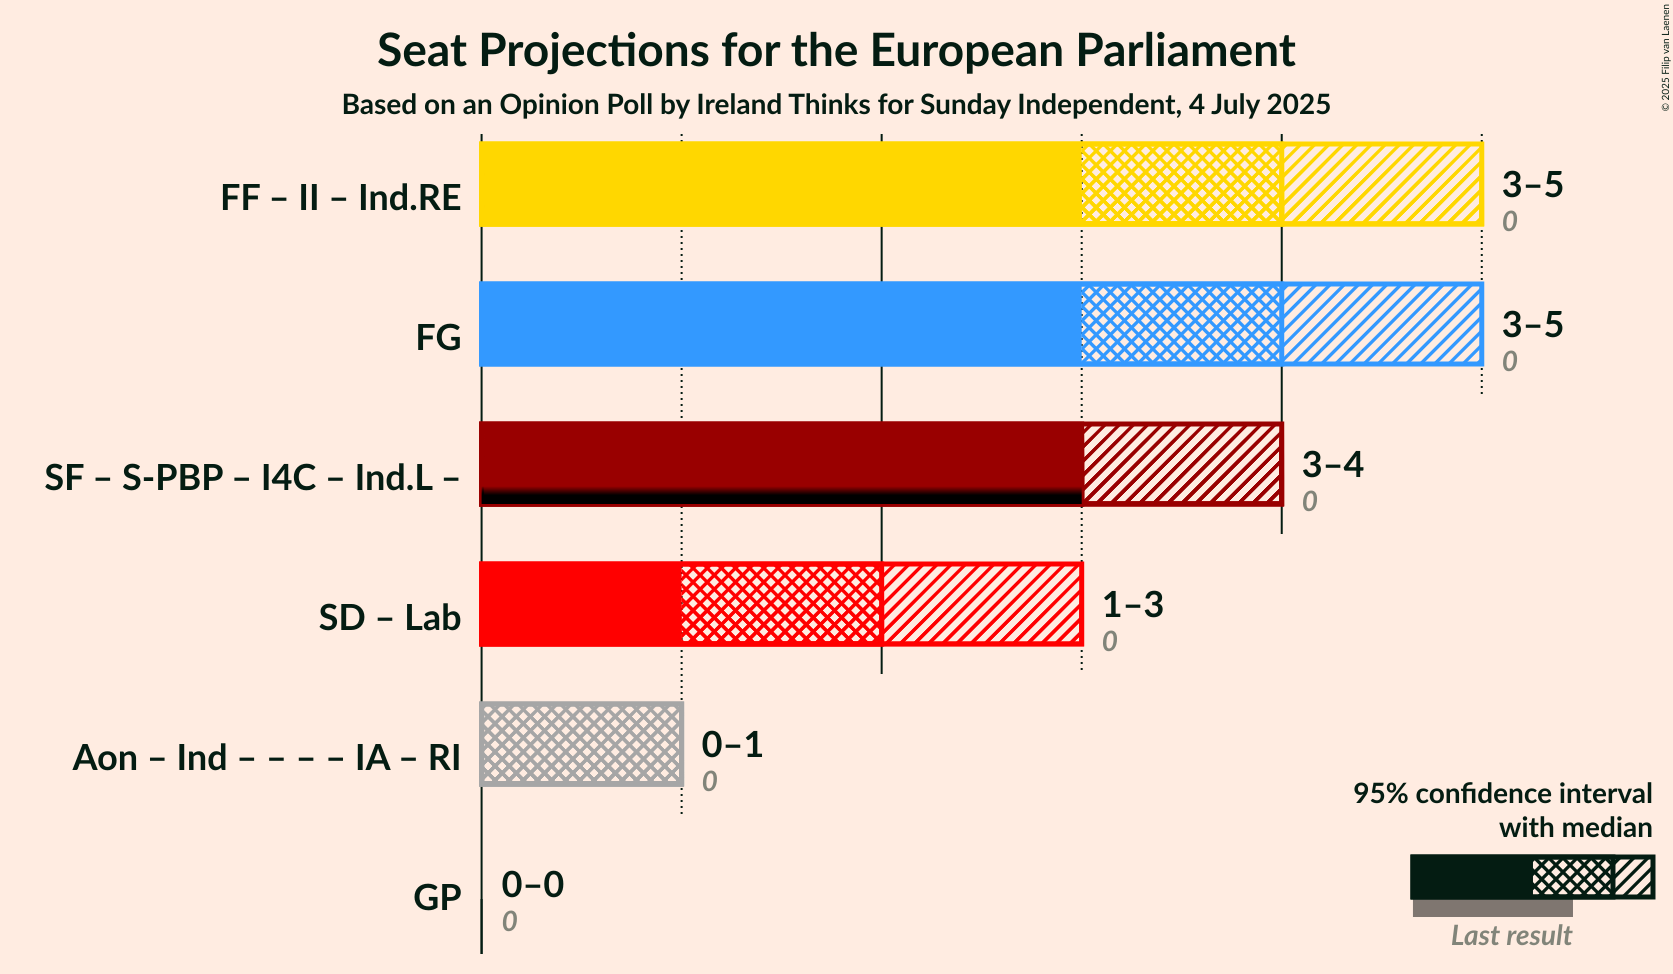 Seat Projections for the European Parliament
Based on an Opinion Poll by Ireland Thinks for Sunday Independent, 4 July 2025
© 2025 Filip van Laenen
FF – II – Ind.RE
3–5
0
FG
3–5
0
SF – S-PBP – I4C – Ind.L –
3–4
0
SD – Lab
1–3
0
Aon – Ind – – – – IA – RI
0–1
0
GP
0–0
0
95% confidence interval
with median
Last result